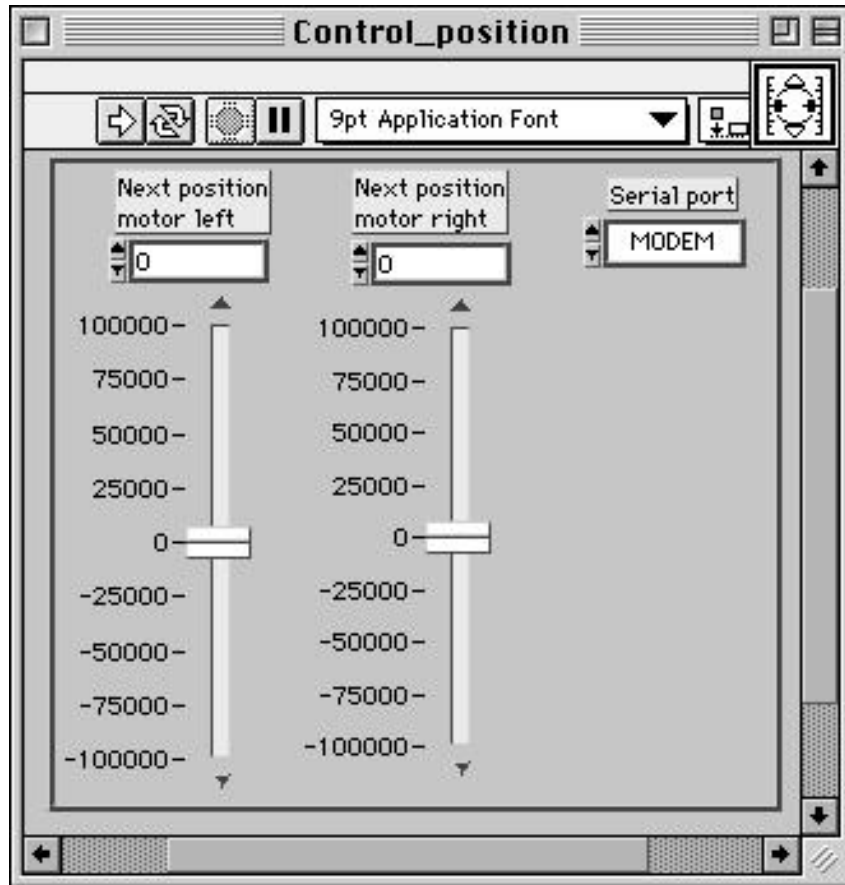 Control_position
9pt Application Font
Next position
motor left
0
Next position
motor right
0
Serial port
MODEM
100000-
75000-
50000-
25000-
0-
-25000-
-50000-
-75000-
-100000-
100000-
75000-
50000-
25000-
0-
-25000-
-50000-
-75000-
-100000-